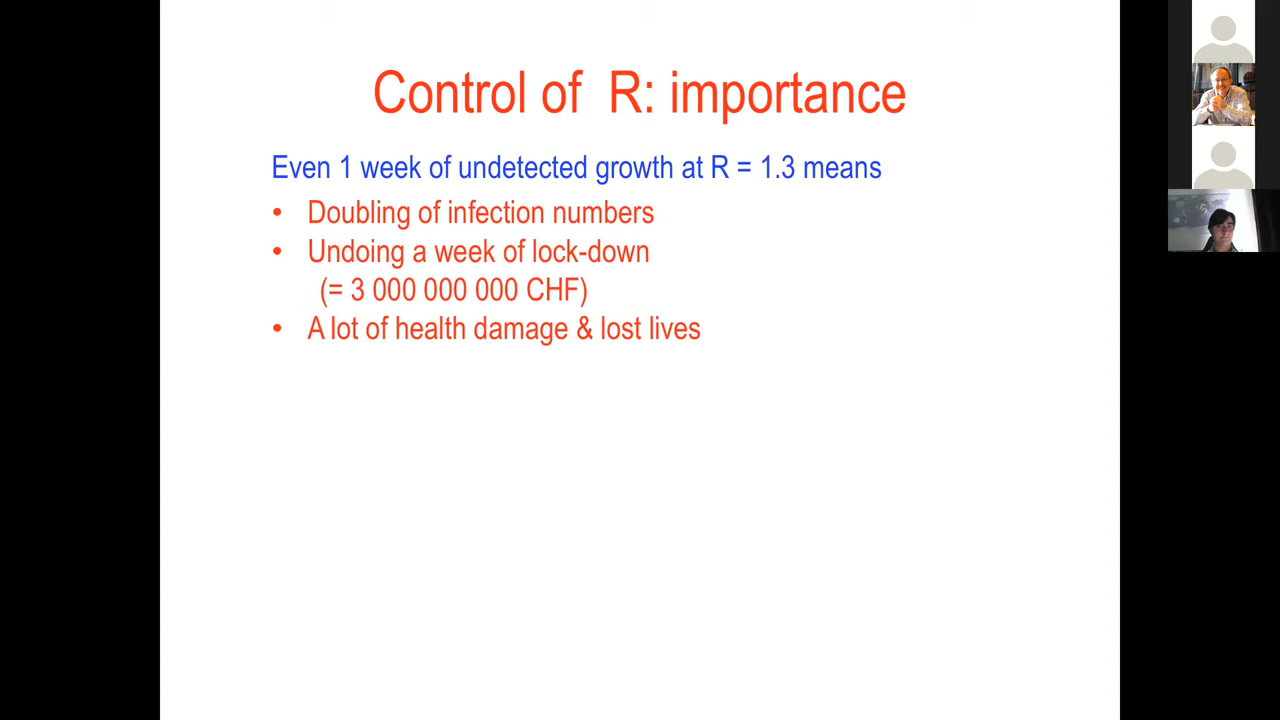 Control of R: importance
Even 1 week of undetected growth at R = 1.3 means
• Doubling of infection numbers
• Undoing a week of lock-down
(= 3 000 000 000 CHF)
• A lot of health damage & lost lives